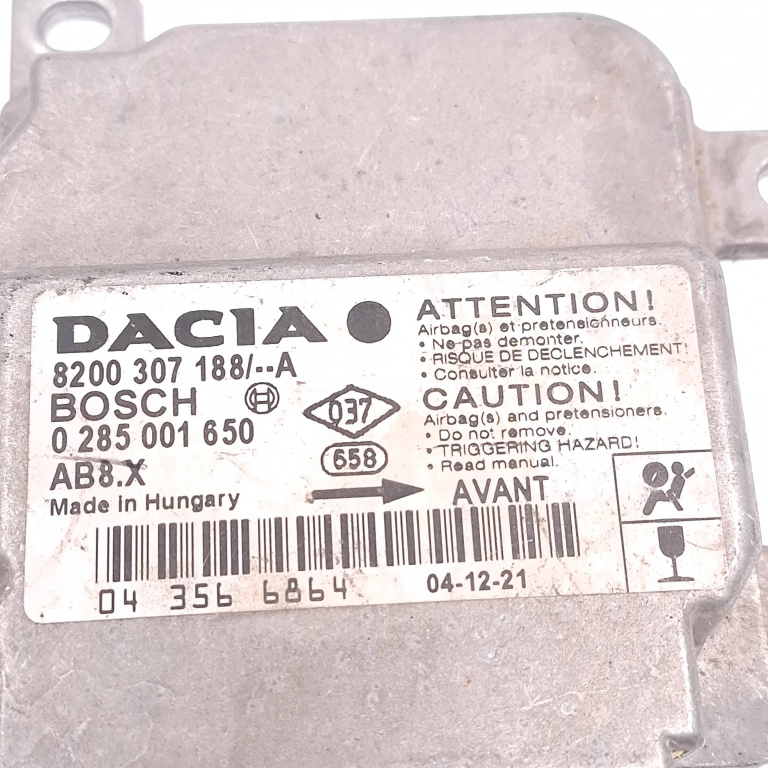 DACIA
8200 307 188/--A
BOSCH
0 285 001 650
AB8.X
Made in Hungary
037
658
ATTENTION!
Airbag(s) et pretensionneurs.
• Ne pas demonter.
• RISQUE DE DECLENCHEMENT!
• Consulter la notice.
CAUTION!
Airbag(s) and pretensioners.
• Do not remove.
• TRIGGERING HAZARD!
• Read manual.
AVANT
04 356 6864
04-12-21